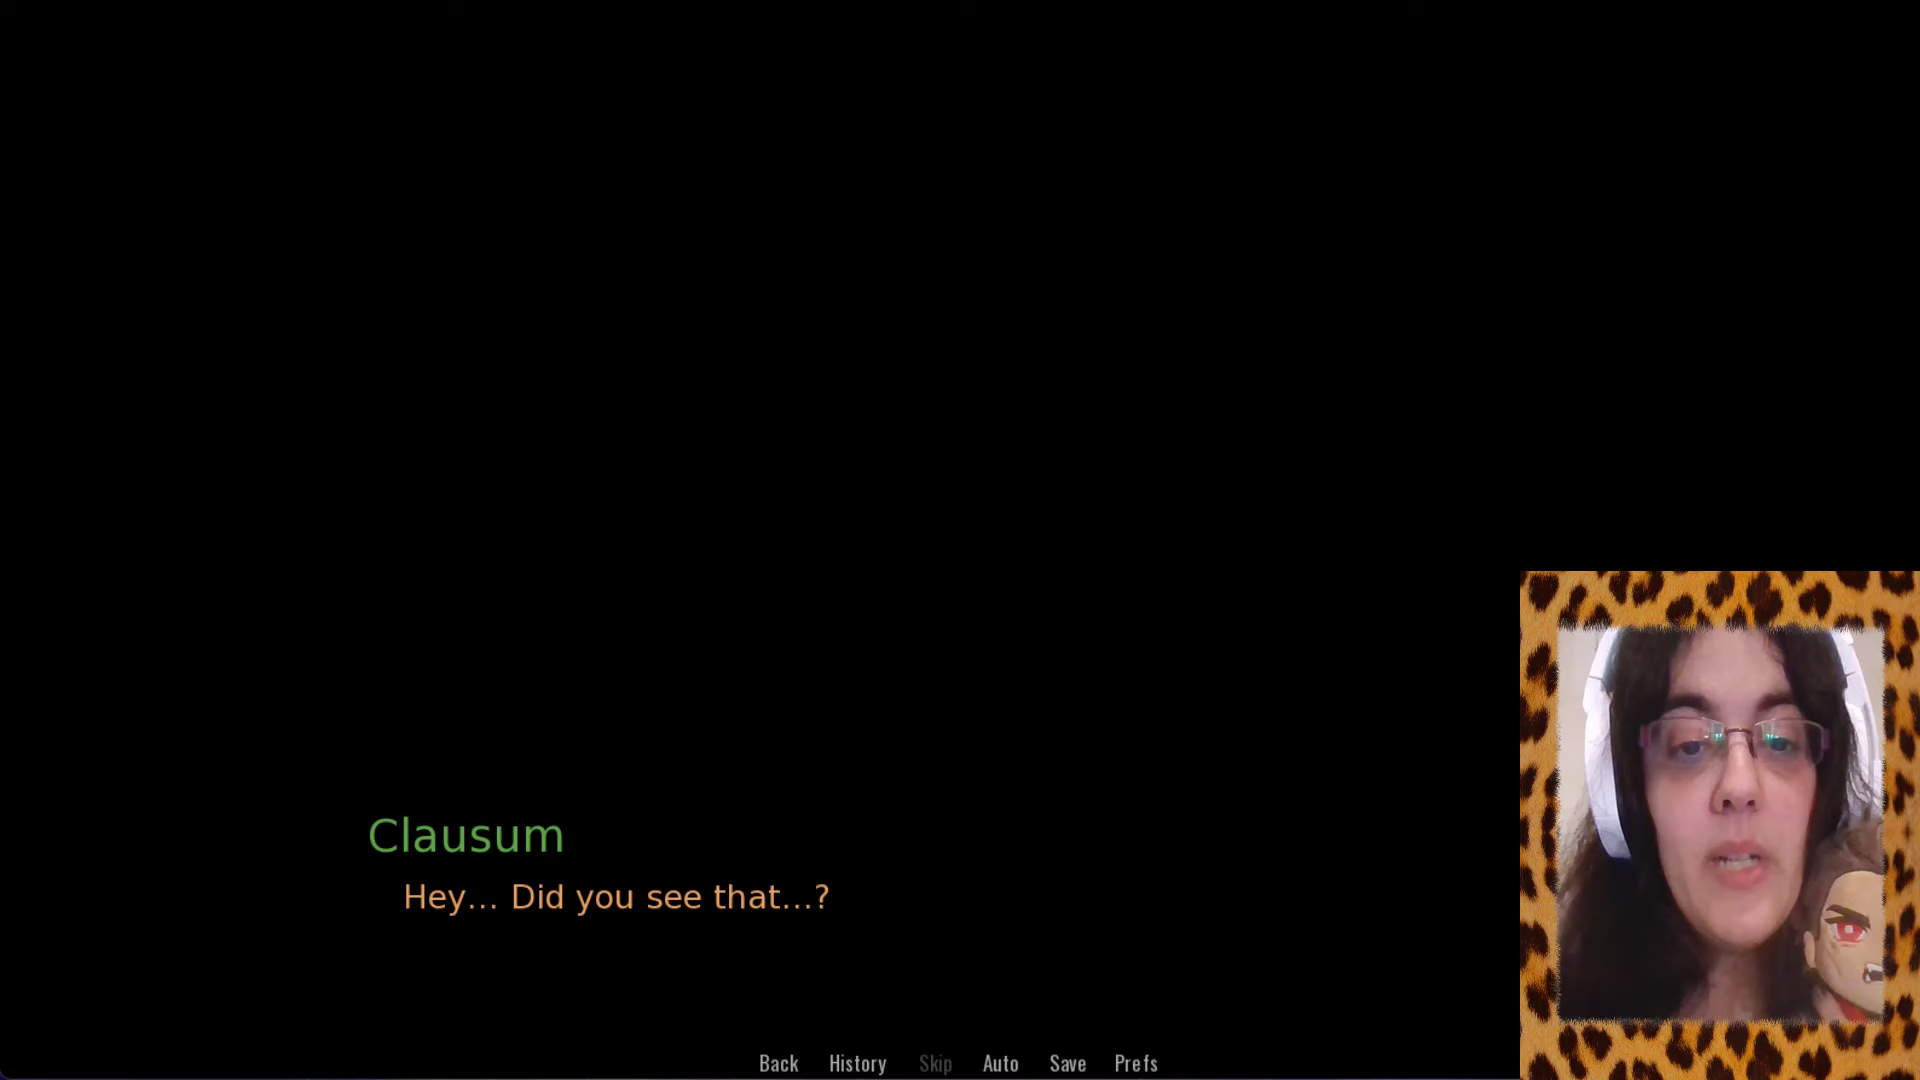 Clausum
Hey... Did you see that...?
Back History Skip Auto Save Prefs